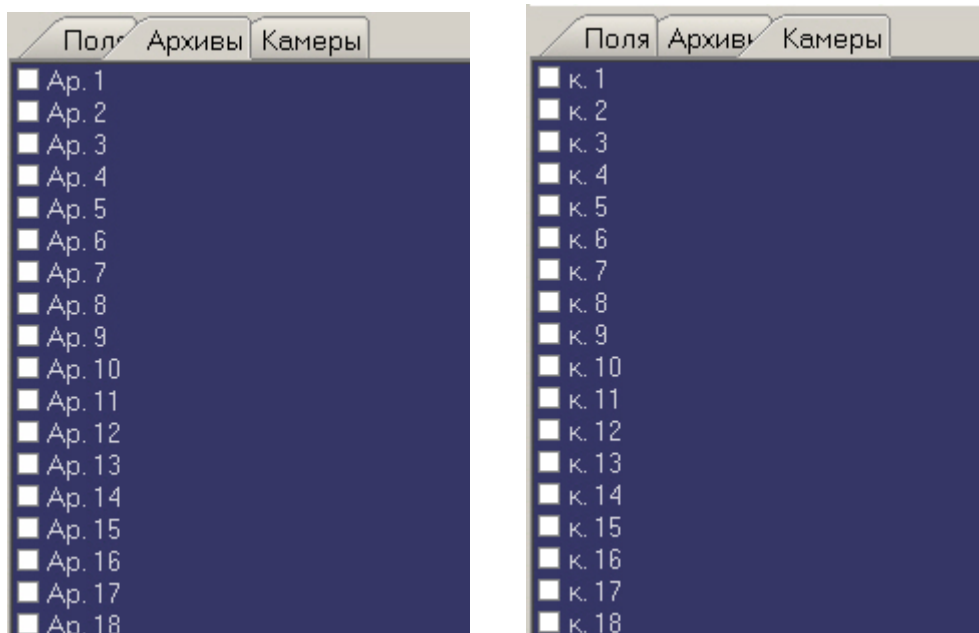 Поля Архивы Камеры
Ар. 1
Ар. 2
Ар. 3
Ар. 4
Ар. 5
Ар. 6
Ар. 7
Ар. 8
Ар. 9
Ар. 10
Ар. 11
Ар. 12
Ар. 13
Ар. 14
Ар. 15
Ар. 16
Ар. 17
Ар. 18
Поля Архивы Камеры
к. 1
к. 2
к. 3
к. 4
к. 5
к. 6
к. 7
к. 8
к. 9
к. 10
к. 11
к. 12
к. 13
к. 14
к. 15
к. 16
к. 17
к. 18